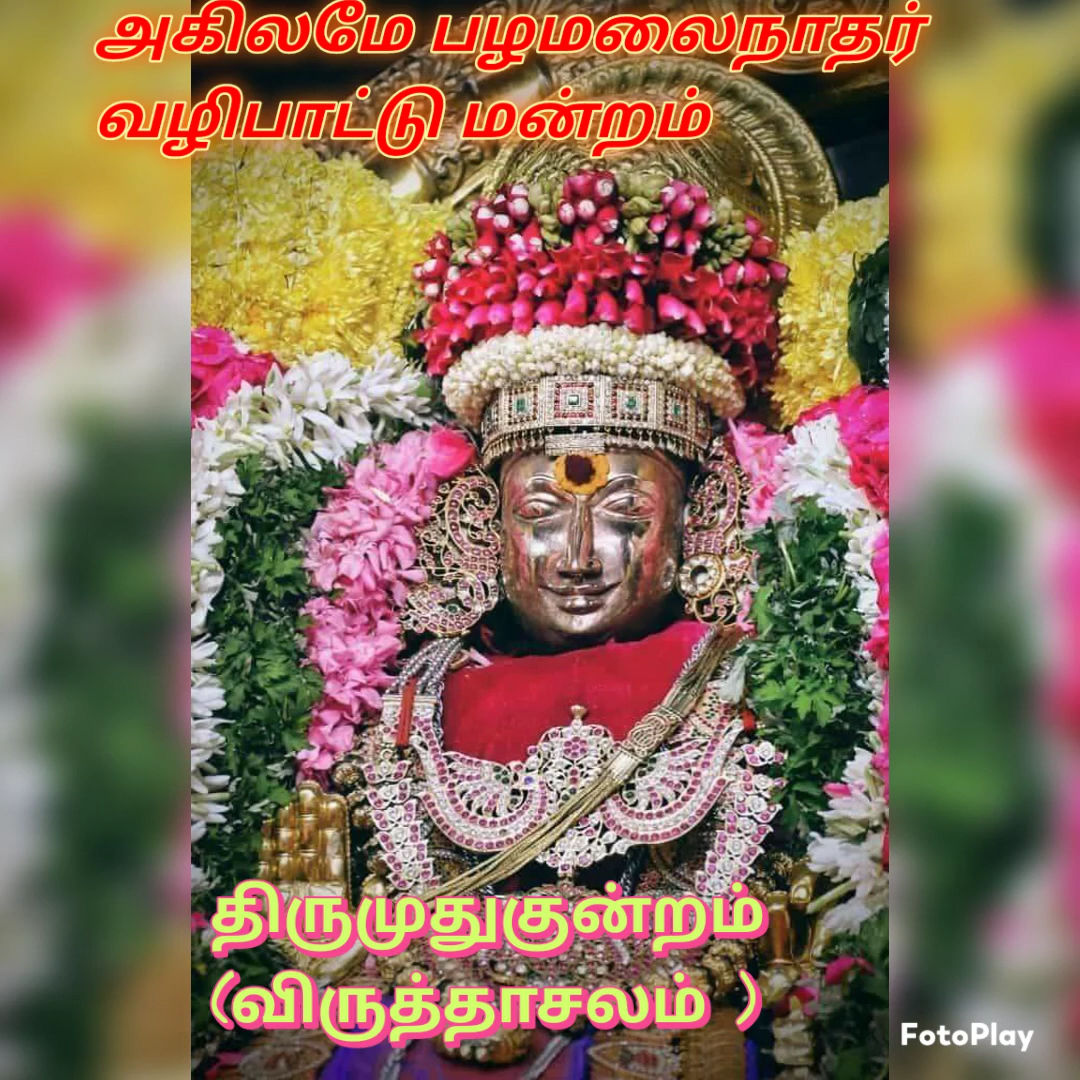 அகிலமே பழமலைநாதர்
வழிபாட்டு மன்றம்
திருமுதுகுன்றம்
(விருத்தாசலம் )
FotoPlay